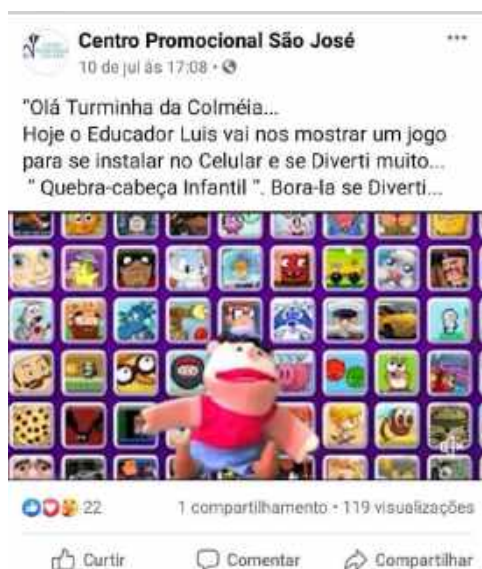 Centro Promocional São José
10 de jul às 17:08 •
"Olá Turminha da Colméia...
Hoje o Educador Luis vai nos mostrar um jogo
para se instalar no Celular e se Diverti muito...
" Quebra-cabeça Infantil ". Bora-la se Diverti...
22
1 compartilhamento • 119 visualizações
Curtir
Comentar
Compartilhar